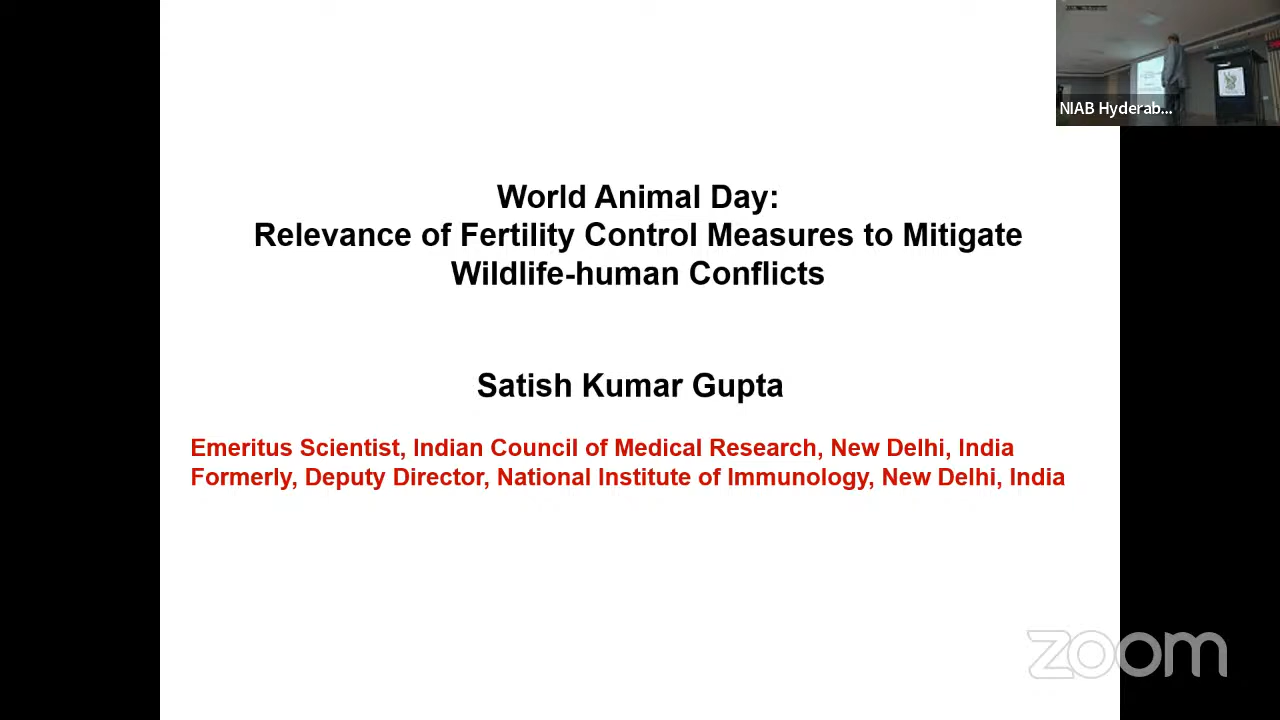 NIAB Hyderab...
World Animal Day:
Relevance of Fertility Control Measures to Mitigate
Wildlife-human Conflicts
Satish Kumar Gupta
Emeritus Scientist, Indian Council of Medical Research, New Delhi, India
Formerly, Deputy Director, National Institute of Immunology, New Delhi, India
zoom